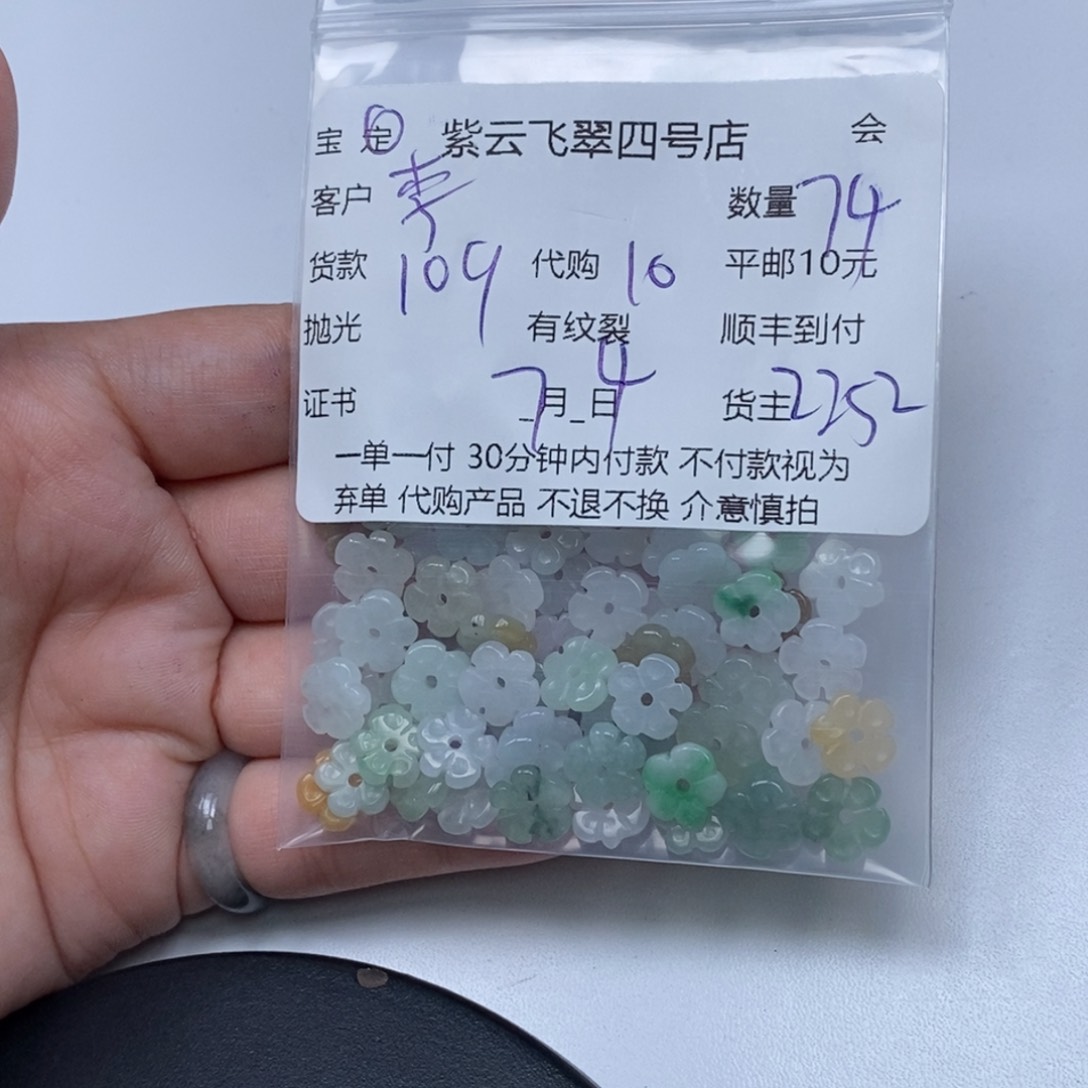 宝 定 紫云飞翠四号店 会
客户 李 数量 74
货款 109 代购 10 平邮10元
抛光 有纹裂 顺丰到付
证书 7月4日 货主 2252
一单一付 30分钟内付款 不付款视为
弃单 代购产品 不退不换 介意慎拍